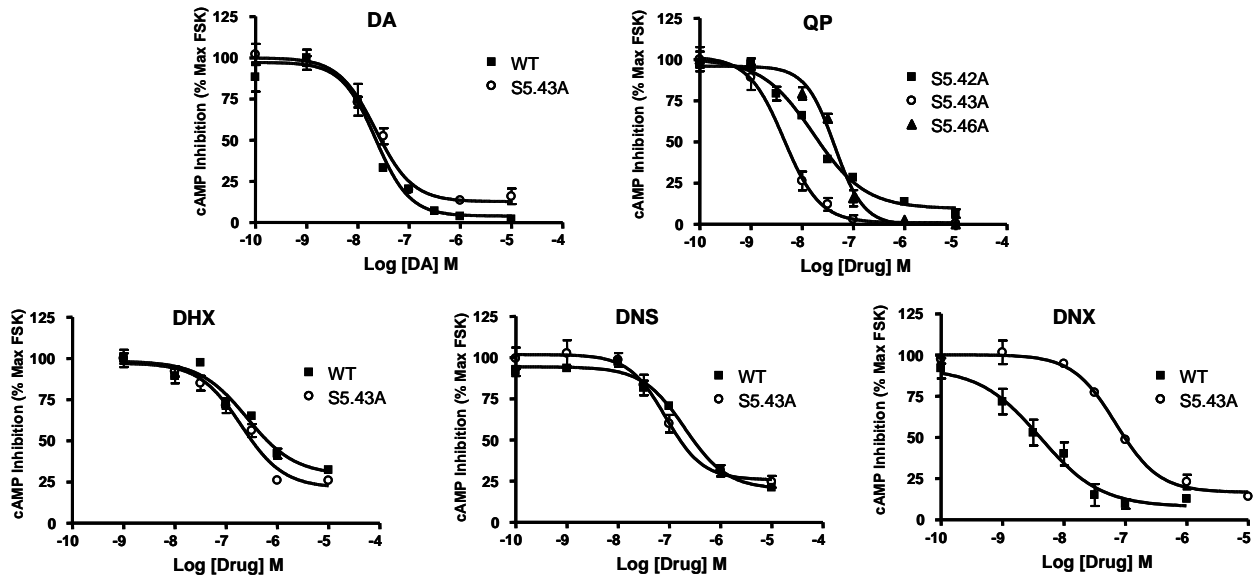 DA
cAMP Inhibition (% Max FSK)
125
100
75
50
25
0
-10 -9 -8 -7 -6 -5 -4
Log [DA] M
WT
S5.43A
QP
cAMP Inhibition (% Max FSK)
125
100
75
50
25
0
-10 -9 -8 -7 -6 -5 -4
Log [Drug] M
S5.42A
S5.43A
S5.46A
DHX
cAMP Inhibition (% Max FSK)
125
100
75
50
25
0
-10 -9 -8 -7 -6 -5 -4
Log [Drug] M
WT
S5.43A
DNS
cAMP Inhibition (% Max FSK)
125
100
75
50
25
0
-10 -9 -8 -7 -6 -5 -4
Log [Drug] M
WT
S5.43A
DNX
cAMP Inhibition (% Max FSK)
125
100
75
50
25
0
-10 -9 -8 -7 -6 -5
Log [Drug] M
WT
S5.43A